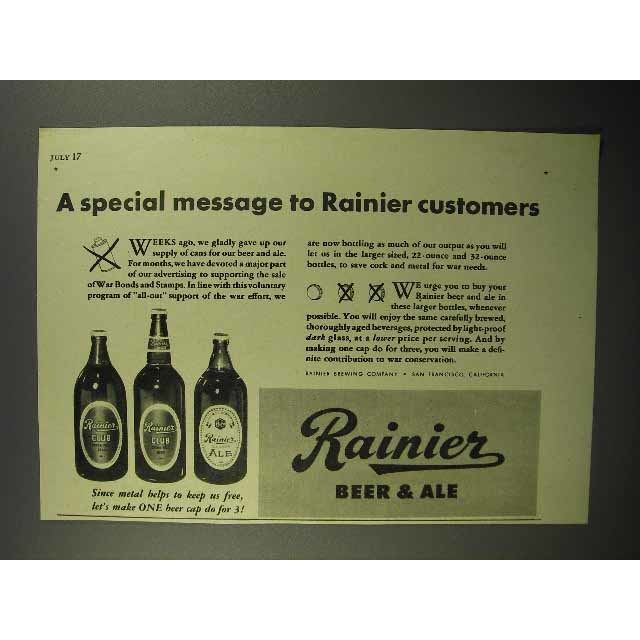 JULY 17
A special message to Rainier customers
WEEKS ago, we gladly gave up our
supply of cans for our beer and ale.
For months, we have devoted a major part
of our advertising to supporting the sale
of War Bonds and Stamps. In line with this voluntary
program of "all-out" support of the war effort, we
are now bottling as much of our output as you will
let us in the larger sized, 22-ounce and 32-ounce
bottles, to save cork and metal for war needs.
WE urge you to buy your
Rainier beer and ale in
these larger bottles, whenever
possible. You will enjoy the same carefully brewed,
thoroughly aged beverages, protected by light-proof
dark glass, at a lower price per serving. And by
making one cap do for three, you will make a defi-
nite contribution to war conservation.
RAINIER BREWING COMPANY • SAN FRANCISCO, CALIFORNIA
Rainier
CLUB
Rainier
CLUB
Rainier
ALE
Since metal helps to keep us free,
let's make ONE beer cap do for 3!
Rainier
BEER & ALE